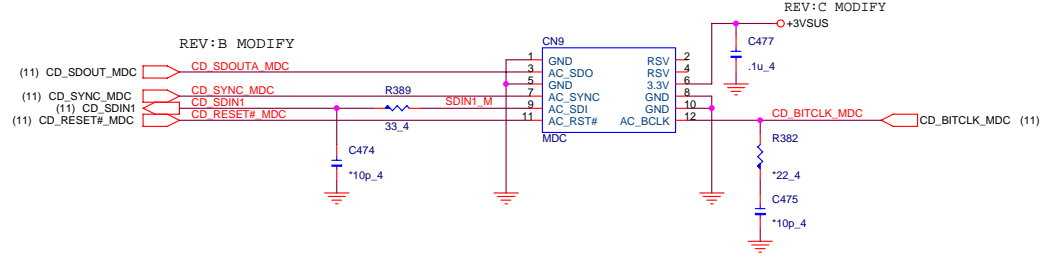 REV:C MODIFY
+3VSUS
REV:B MODIFY
CN9
C477
.1u_4
(11) CD_SDOUT_MDC
CD_SDOUTA_MDC
1 GND RSV 2
3 AC_SDO RSV 4
5 GND 3.3V 6
(11) CD_SYNC_MDC
CD_SYNC_MDC
R389
7 AC_SYNC GND 8
(11) CD_SDIN1
CD_SDIN1
SDIN1_M
9 AC_SDI GND 10
(11) CD_RESET#_MDC
CD_RESET#_MDC
33_4
11 AC_RST# AC_BCLK 12
CD_BITCLK_MDC
CD_BITCLK_MDC (11)
MDC
R382
C474
*10p_4
*22_4
C475
*10p_4